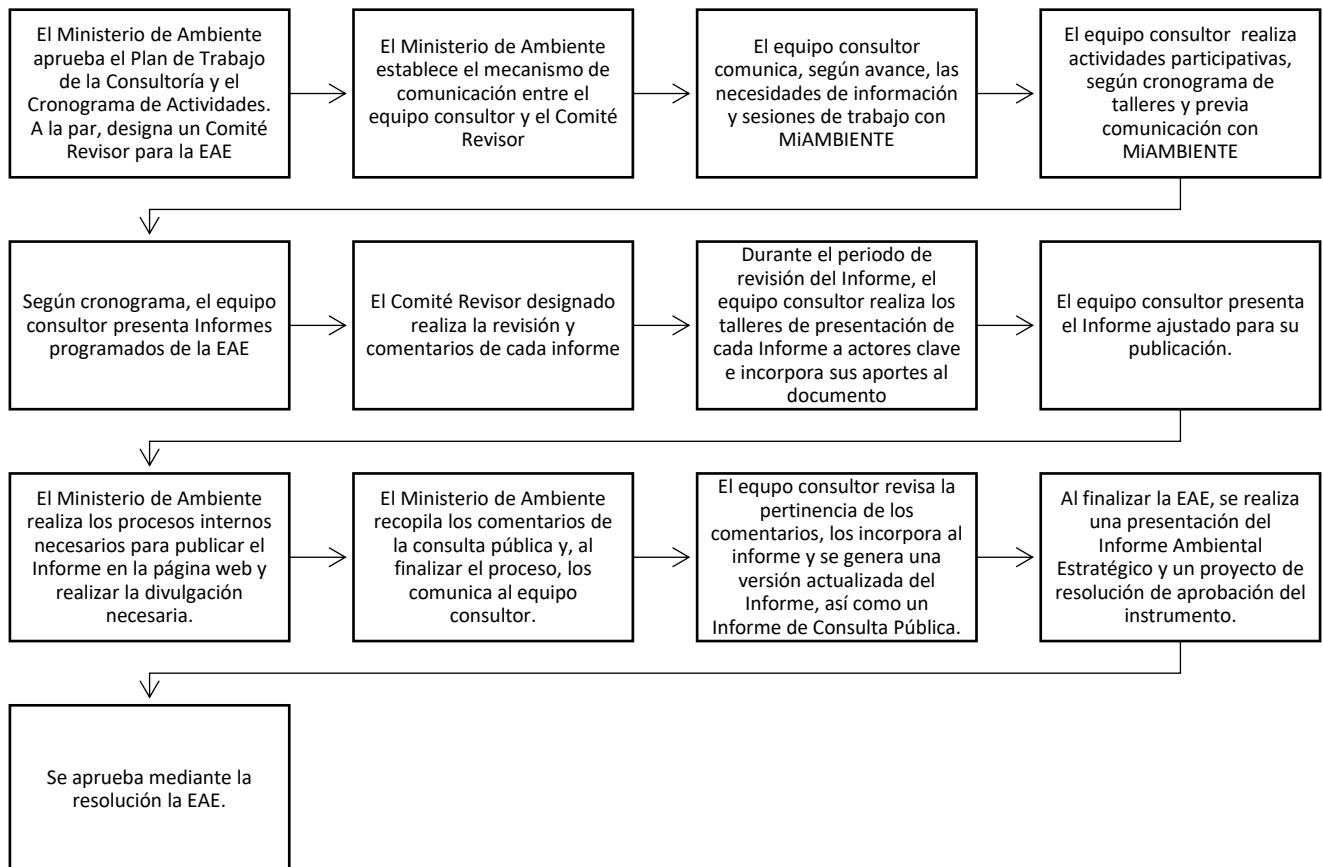 El Ministerio de Ambiente
aprueba el Plan de Trabajo
de la Consultoría y el
Cronograma de Actividades.
A la par, designa un Comité
Revisor para la EAE
El Ministerio de Ambiente
establece el mecanismo de
comunicación entre el
equipo consultor y el Comité
Revisor
El equipo consultor
comunica, según avance, las
necesidades de información
y sesiones de trabajo con
MiAMBIENTE
El equipo consultor realiza
actividades participativas,
según cronograma de
talleres y previa
comunicación con
MiAMBIENTE
Según cronograma, el equipo
consultor presenta Informes
programados de la EAE
El Comité Revisor designado
realiza la revisión y
comentarios de cada informe
Durante el periodo de
revisión del Informe, el
equipo consultor realiza los
talleres de presentación de
cada Informe a actores clave
e incorpora sus aportes al
documento
El equipo consultor presenta
el Informe ajustado para su
publicación.
El Ministerio de Ambiente
realiza los procesos internos
necesarios para publicar el
Informe en la página web y
realizar la divulgación
necesaria.
El Ministerio de Ambiente
recopila los comentarios de
la consulta pública y, al
finalizar el proceso, los
comunica al equipo
consultor.
El equpo consultor revisa la
pertinencia de los
comentarios, los incorpora al
informe y se genera una
versión actualizada del
Informe, así como un
Informe de Consulta Pública.
Al finalizar la EAE, se realiza
una presentación del
Informe Ambiental
Estratégico y un proyecto de
resolución de aprobación del
instrumento.
Se aprueba mediante la
resolución la EAE.